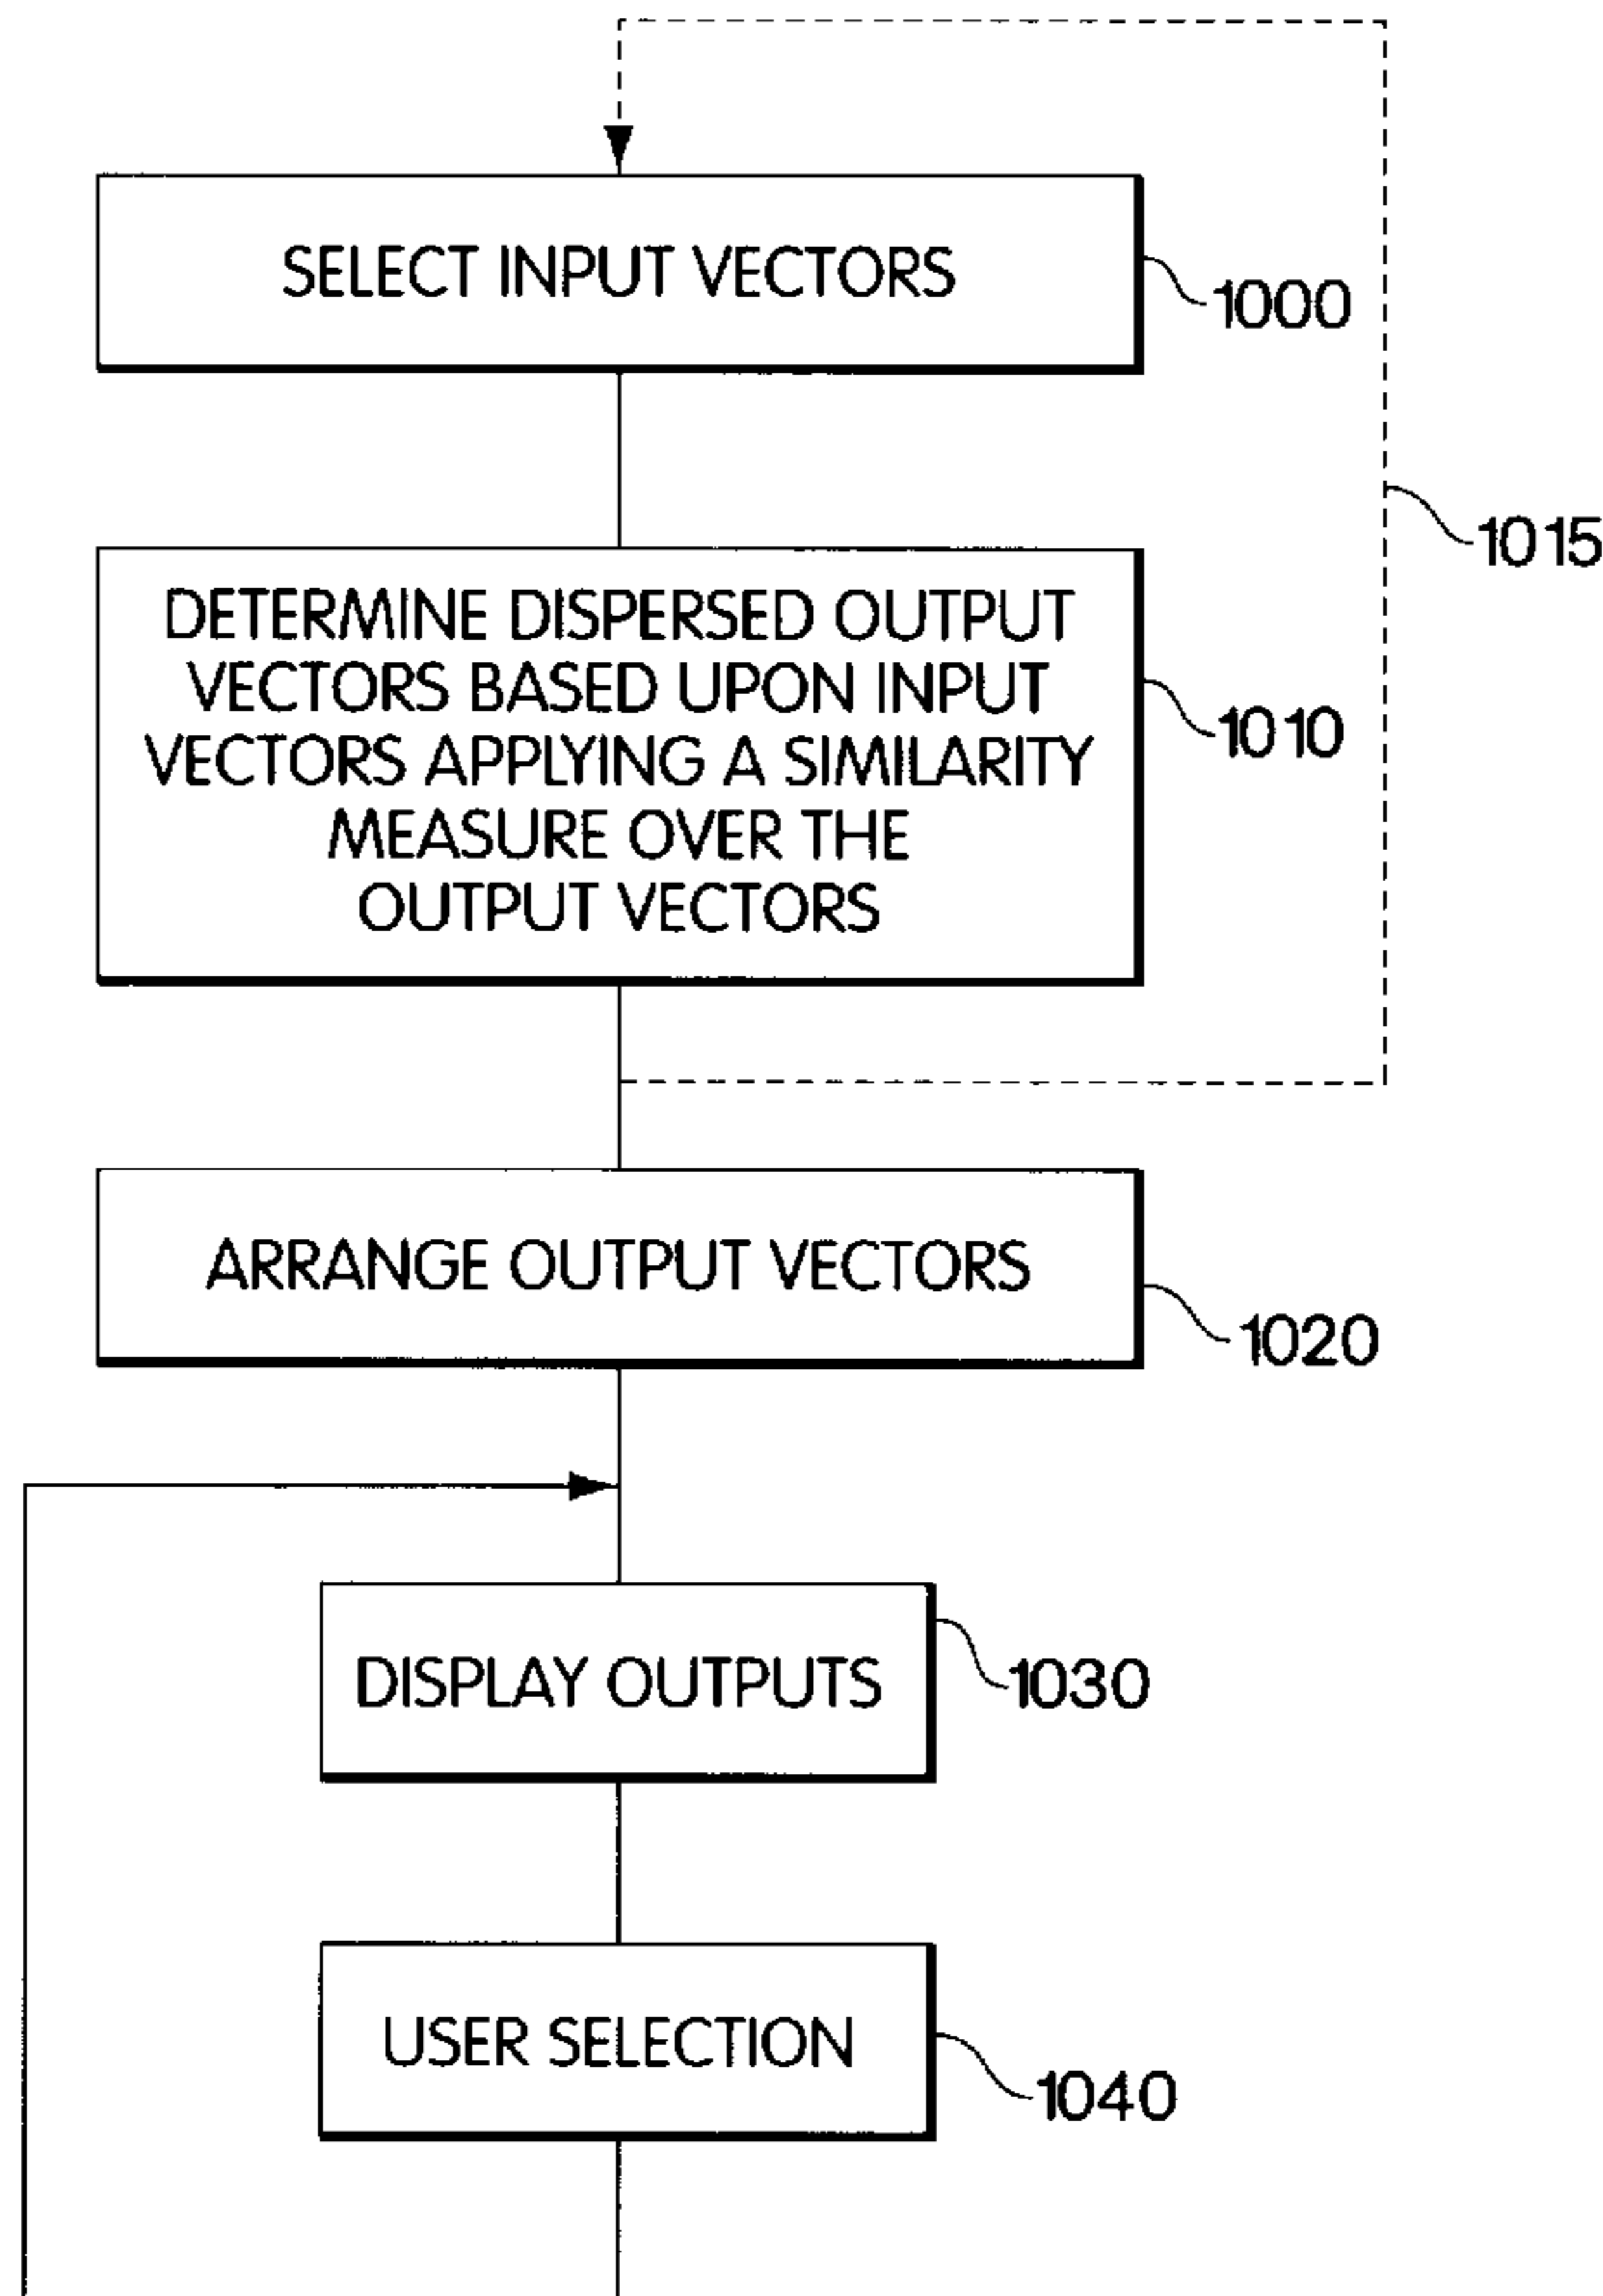 SELECT INPUT VECTORS
1000
1015
DETERMINE DISPERSED OUTPUT
VECTORS BASED UPON INPUT
VECTORS APPLYING A SIMILARITY
MEASURE OVER THE
OUTPUT VECTORS
1010
ARRANGE OUTPUT VECTORS
1020
DISPLAY OUTPUTS
1030
USER SELECTION
1040